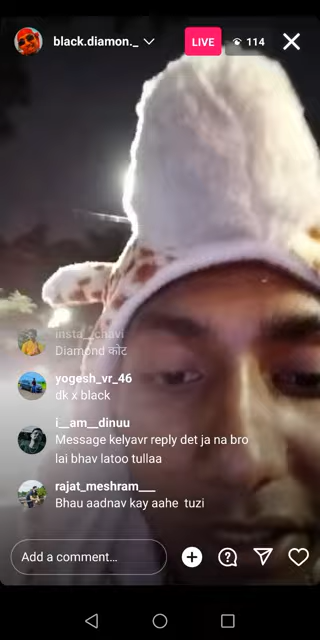 black.diamon._
LIVE
114
insta_chavi
Diamond कोट
yogesh_vr_46
dk x black
i__am__dinuu
Message kelyavr reply det ja na bro
lai bhav latoo tullaa
rajat_meshram___
Bhau aadnav kay aahe tuzi
Add a comment...